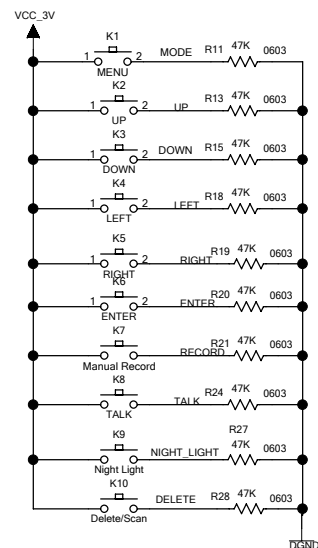 VCC_3V
K1
1 2 MODE R11 47K 0603
MENU
K2
1 2 UP R13 47K 0603
UP
K3
1 2 DOWN R15 47K 0603
DOWN
K4
1 2 LEFT R18 47K 0603
LEFT
K5
1 2 RIGHT R19 47K 0603
RIGHT
K6
1 2 ENTER R20 47K 0603
ENTER
K7
RECORD R21 47K 0603
Manual Record
K8
TALK R24 47K 0603
TALK
K9 R27
NIGHT_LIGHT 47K 0603
Night Light
K10
DELETE R28 47K 0603
Delete/Scan
DGND